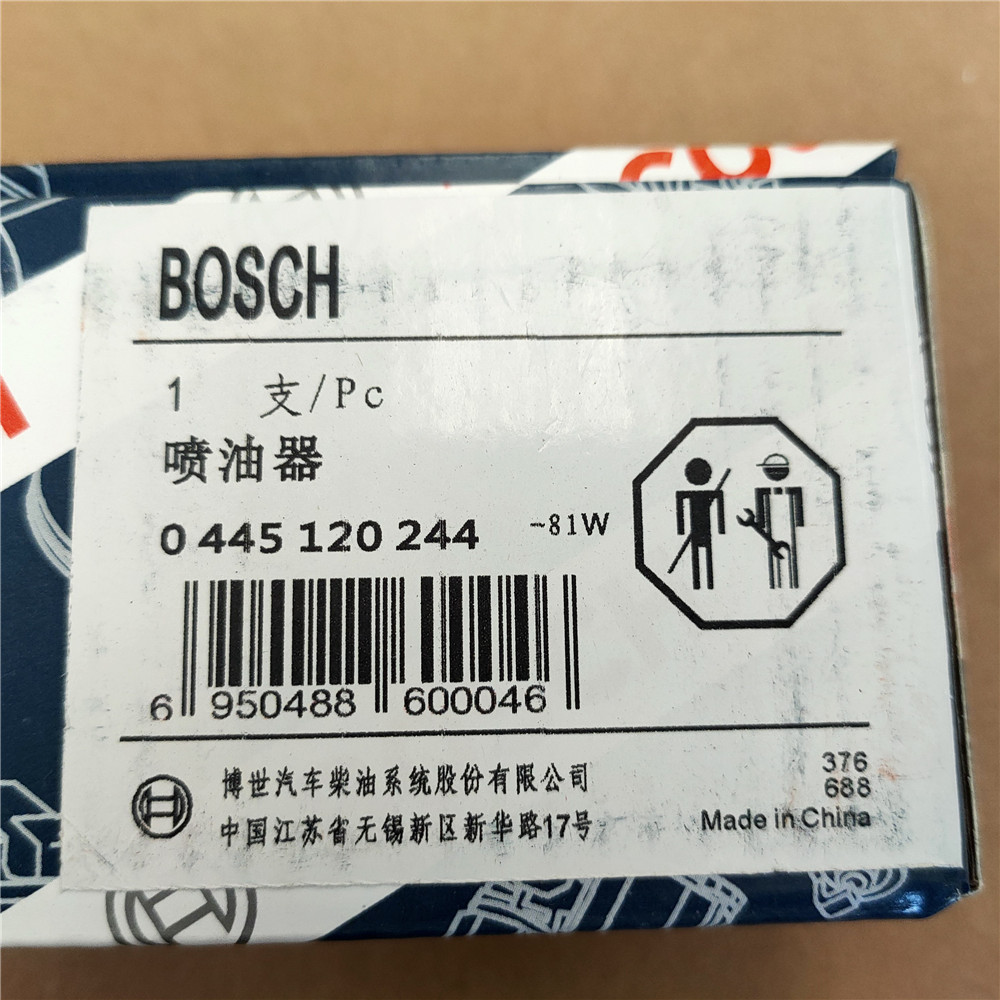 BOSCH
1 支/Pc
喷油器
0 445 120 244 ~81W
6 950488 600046
博世汽车柴油系统股份有限公司
中国江苏省无锡新区新华路17号
376
688
Made in China